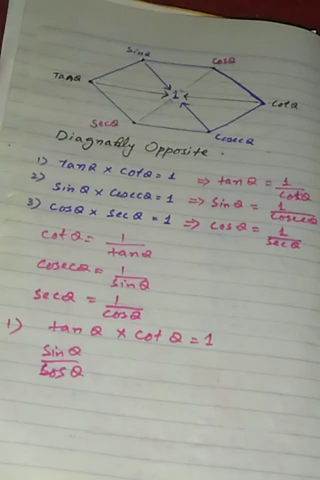 sinθ cosθ
Tanθ 1 cotθ
secθ cosecθ
Diagnally Opposite.
1) tanθ x cotθ = 1 => tanθ = 1/cotθ
2) sinθ x cosecθ = 1 => sinθ = 1/cosecθ
3) cosθ x secθ = 1 => cosθ = 1/secθ
cotθ = 1/tanθ
cosecθ = 1/sinθ
secθ = 1/cosθ
1) tanθ x cotθ = 1
sinθ/cosθ